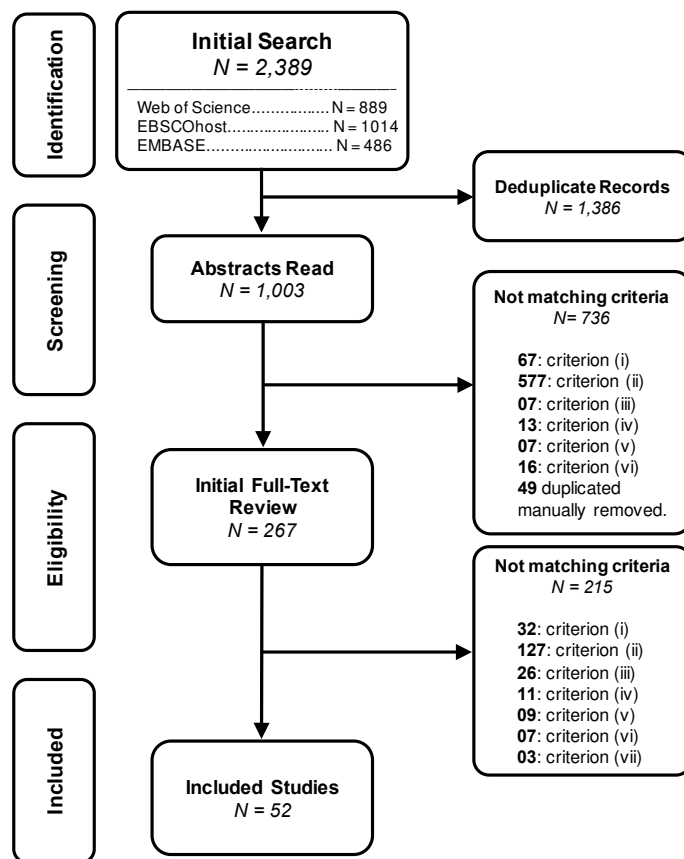 Identification
Initial Search
N = 2,389
Web of Science................. N = 889
EBSCOhost...................... N = 1014
EMBASE........................... N = 486
Deduplicate Records
N = 1,386
Screening
Abstracts Read
N = 1,003
Not matching criteria
N= 736
67: criterion (i)
577: criterion (ii)
07: criterion (iii)
13: criterion (iv)
07: criterion (v)
16: criterion (vi)
49 duplicated
manually removed.
Eligibility
Initial Full-Text
Review
N = 267
Not matching criteria
N = 215
32: criterion (i)
127: criterion (ii)
26: criterion (iii)
11: criterion (iv)
09: criterion (v)
07: criterion (vi)
03: criterion (vii)
Included
Included Studies
N = 52